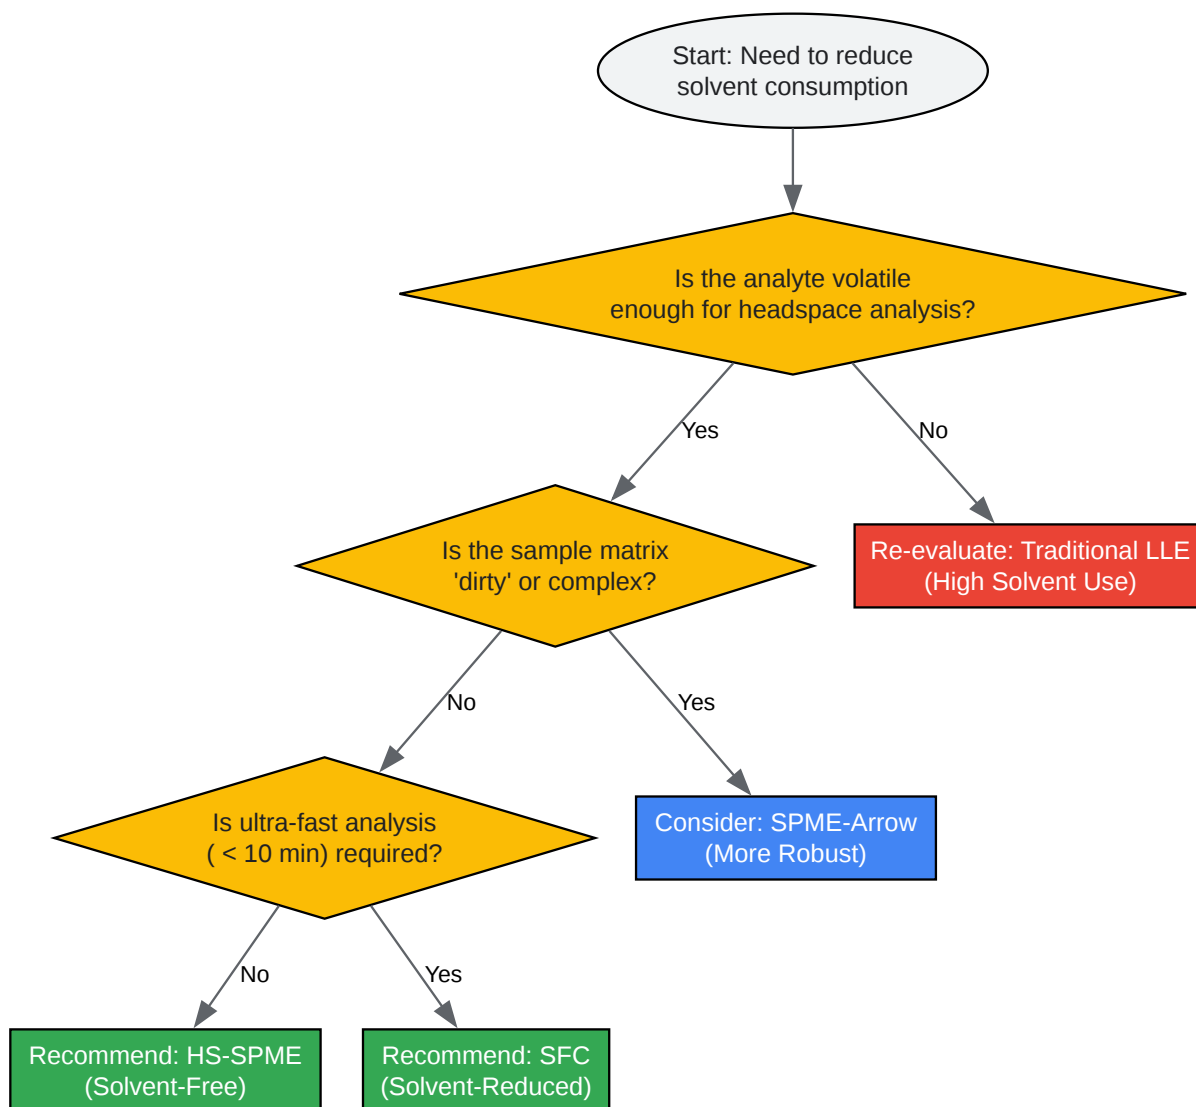 Start: Need to reduce
solvent consumption
Is the analyte volatile
enough for headspace analysis?
Yes
No
Is the sample matrix
'dirty' or complex?
Re-evaluate: Traditional LLE
(High Solvent Use)
No
Yes
Is ultra-fast analysis
( < 10 min) required?
Consider: SPME-Arrow
(More Robust)
No
Yes
Recommend: HS-SPME
(Solvent-Free)
Recommend: SFC
(Solvent-Reduced)